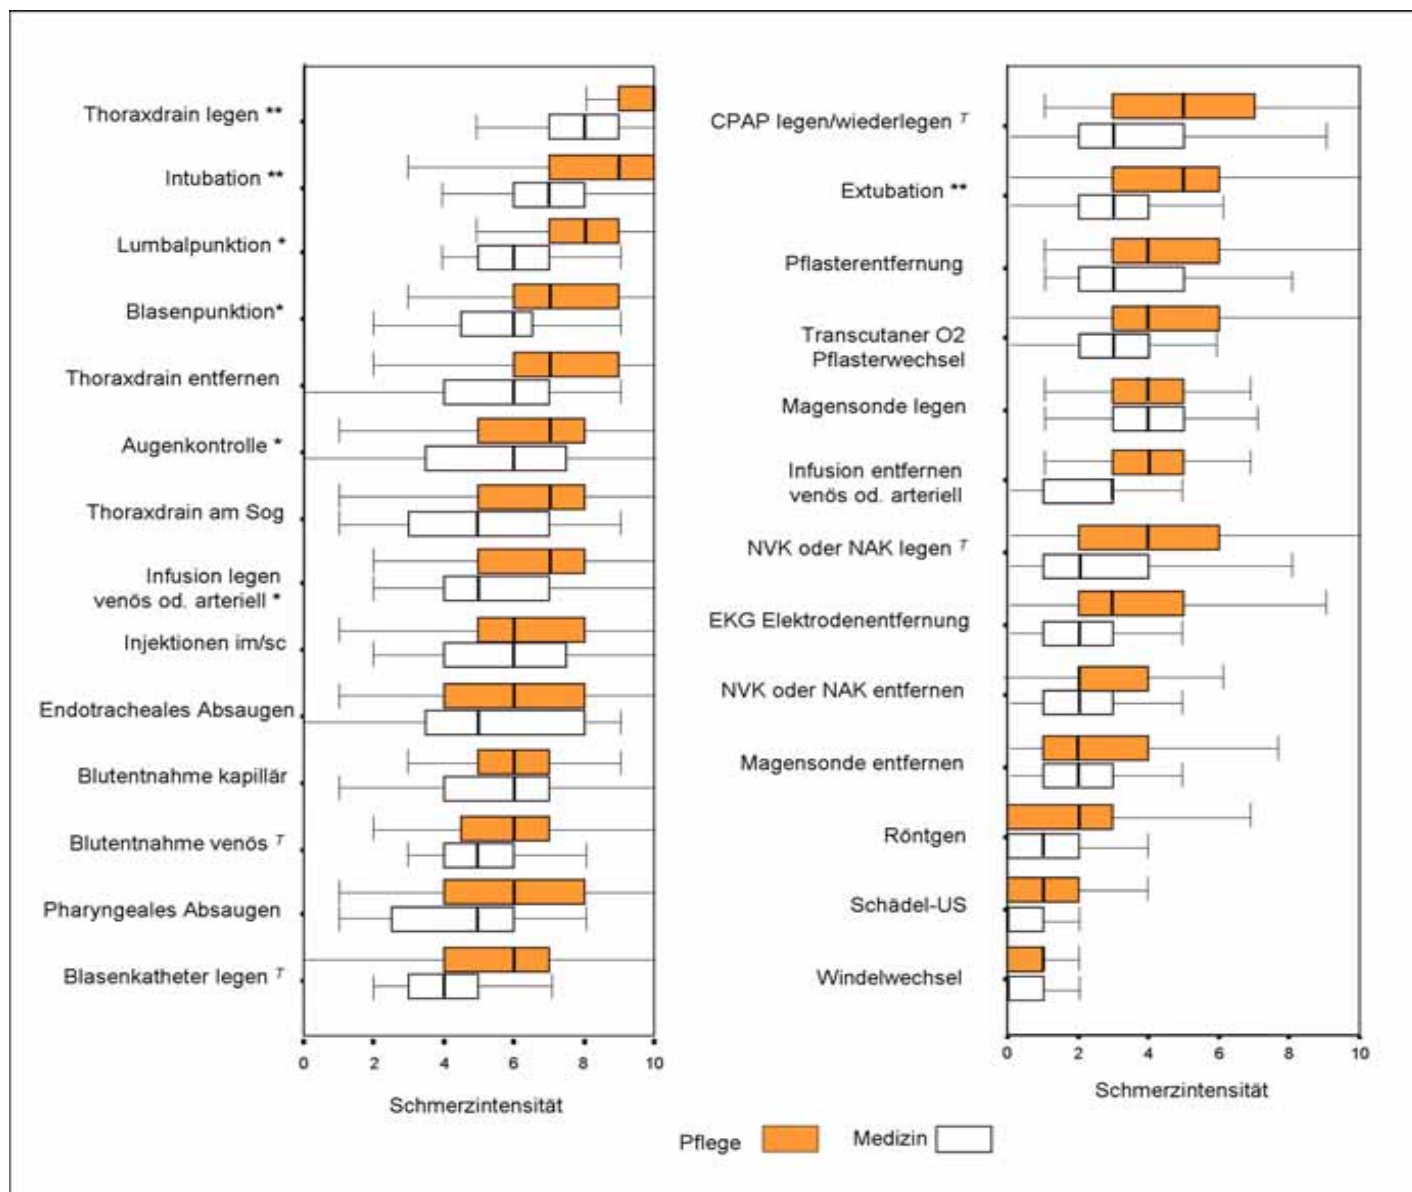 Thoraxdrain legen **
Intubation **
Lumbalpunktion *
Blasenpunktion*
Thoraxdrain entfernen
Augenkontrolle *
Thoraxdrain am Sog
Infusion legen
venös od. arteriell *
Injektionen im/sc
Endotracheales Absaugen
Blutentnahme kapillär
Blutentnahme venös T
Pharyngeales Absaugen
Blasenkatheter legen T
0 2 4 6 8 10
Schmerzintensität
CPAP legen/wiederlegen T
Extubation **
Pflasterentfernung
Transcutaner O2
Pflasterwechsel
Magensonde legen
Infusion entfernen
venös od. arteriell
NVK oder NAK legen T
EKG Elektrodenentfernung
NVK oder NAK entfernen
Magensonde entfernen
Röntgen
Schädel-US
Windelwechsel
0 2 4 6 8 10
Schmerzintensität
Pflege Medizin